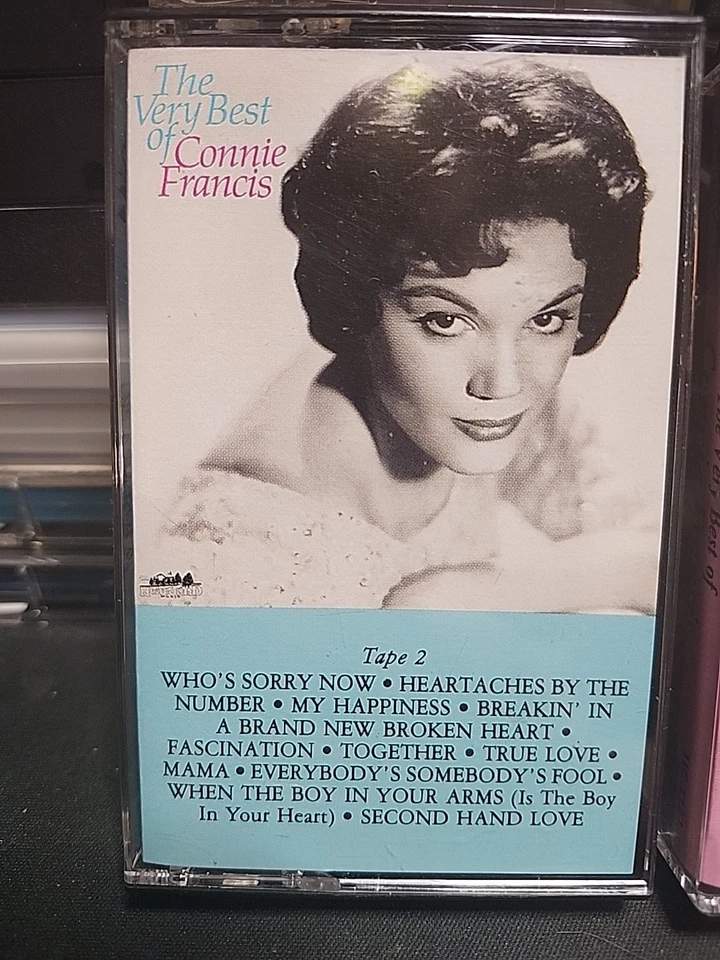 The
Very Best
of Connie
Francis
Tape 2
WHO'S SORRY NOW • HEARTACHES BY THE
NUMBER • MY HAPPINESS • BREAKIN' IN
A BRAND NEW BROKEN HEART •
FASCINATION • TOGETHER • TRUE LOVE •
MAMA • EVERYBODY'S SOMEBODY'S FOOL •
WHEN THE BOY IN YOUR ARMS (Is The Boy
In Your Heart) • SECOND HAND LOVE